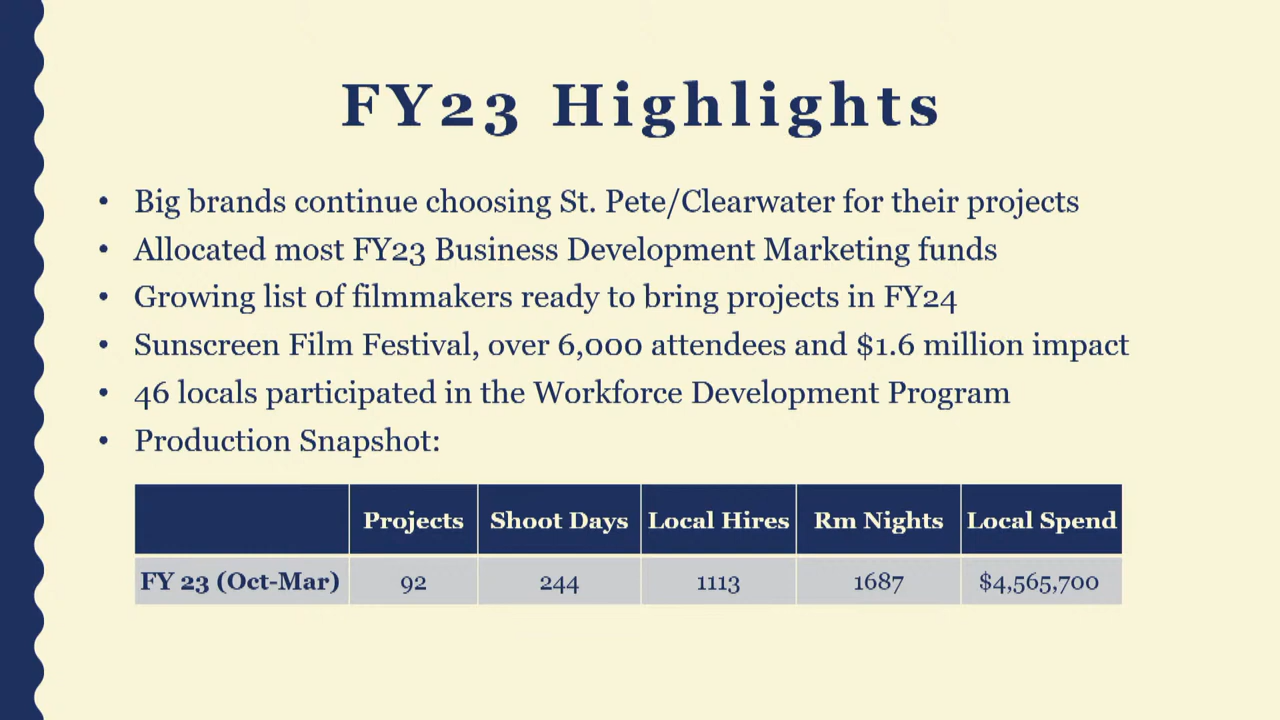 FY23 Highlights
• Big brands continue choosing St. Pete/Clearwater for their projects
• Allocated most FY23 Business Development Marketing funds
• Growing list of filmmakers ready to bring projects in FY24
• Sunscreen Film Festival, over 6,000 attendees and $1.6 million impact
• 46 locals participated in the Workforce Development Program
• Production Snapshot:
Projects Shoot Days Local Hires Rm Nights Local Spend
FY 23 (Oct-Mar) 92 244 1113 1687 $4,565,700